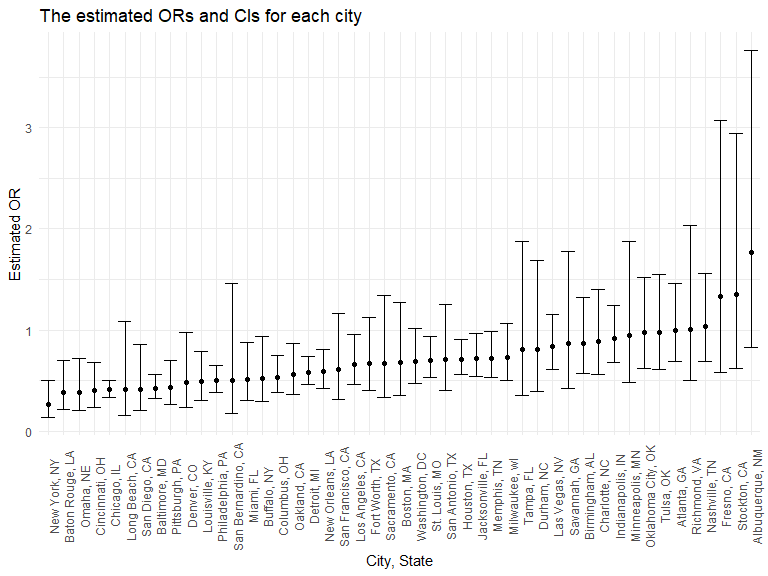 The estimated ORs and CIs for each city
Estimated OR
3
2
1
0
New York, NY
Baton Rouge, LA
Omaha, NE
Cincinnati, OH
Chicago, IL
Long Beach, CA
San Diego, CA
Baltimore, MD
Pittsburgh, PA
Denver, CO
Louisville, KY
Philadelphia, PA
San Bernardino, CA
Miami, FL
Buffalo, NY
Columbus, OH
Oakland, CA
Detroit, MI
New Orleans, LA
San Francisco, CA
Los Angeles, CA
Fort Worth, TX
Sacramento, CA
Boston, MA
Washington, DC
St. Louis, MO
San Antonio, TX
Houston, TX
Jacksonville, FL
Memphis, TN
Milwaukee, wI
Tampa, FL
Durham, NC
Las Vegas, NV
Savannah, GA
Birmingham, AL
Charlotte, NC
Indianapolis, IN
Minneapolis, MN
Oklahoma City, OK
Tulsa, OK
Atlanta, GA
Richmond, VA
Nashville, TN
Fresno, CA
Stockton, CA
Albuquerque, NM
City, State